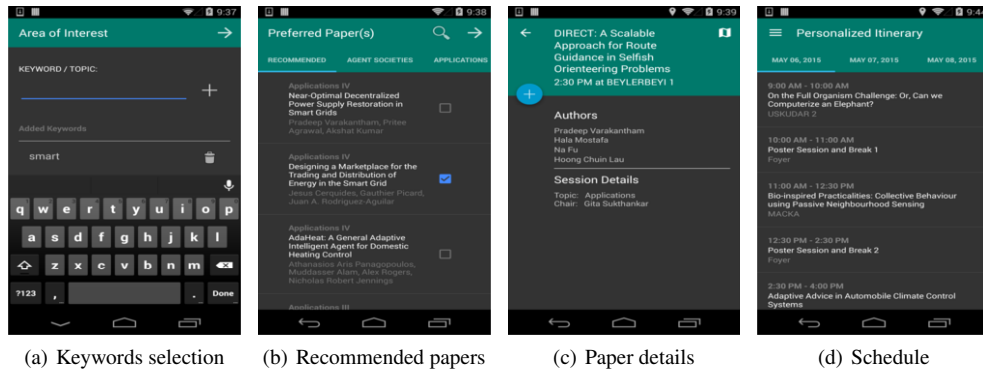 9:37
Area of Interest
KEYWORD / TOPIC:
Added Keywords
smart
q w e r t y u i o p
a s d f g h j k l
z x c v b n m
?123 , . Done
(a) Keywords selection
9:38
Preferred Paper(s)
RECOMMENDED AGENT SOCIETIES APPLICATIONS
Applications IV
Near-Optimal Decentralized
Power Supply Restoration in
Smart Grids
Pradeep Varakantham, Pritee
Agrawal, Akshat Kumar
Applications IV
Designing a Marketplace for the
Trading and Distribution of
Energy in the Smart Grid
Jesus Cerquides, Gauthier Picard,
Juan A. Rodriguez-Aguilar
Applications IV
AdaHeat: A General Adaptive
Intelligent Agent for Domestic
Heating Control
Athanasios Aris Panagopoulos,
Muddasser Alam, Alex Rogers,
Nicholas Robert Jennings
Applications III
(b) Recommended papers
9:39
DIRECT: A Scalable
Approach for Route
Guidance in Selfish
Orienteering Problems
2:30 PM at BEYLERBEYI 1
Authors
Pradeep Varakantham
Hala Mostafa
Na Fu
Hoong Chuin Lau
Session Details
Topic: Applications
Chair: Gita Sukthankar
(c) Paper details
9:44
Personalized Itinerary
MAY 06, 2015 MAY 07, 2015 MAY 08, 2015
9:00 AM - 10:00 AM
On the Full Organism Challenge: Or, Can we
Computerize an Elephant?
USKUDAR 2
10:00 AM - 11:00 AM
Poster Session and Break 1
Foyer
11:00 AM - 12:30 PM
Bio-inspired Practicalities: Collective Behaviour
using Passive Neighbourhood Sensing
MACKA
12:30 PM - 2:30 PM
Poster Session and Break 2
Foyer
2:30 PM - 4:00 PM
Adaptive Advice in Automobile Climate Control
Systems
(d) Schedule